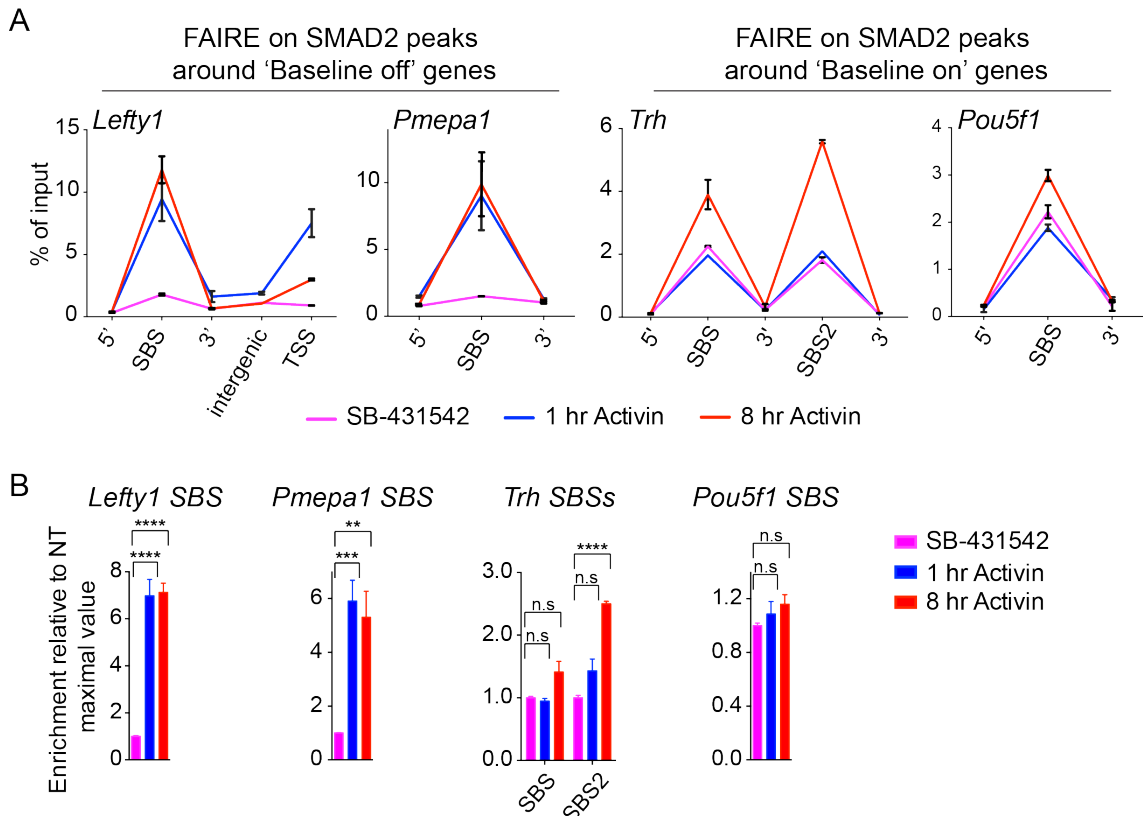 A
FAIRE on SMAD2 peaks
around ‘Baseline off’ genes
FAIRE on SMAD2 peaks
around ‘Baseline on’ genes
Lefty1
% of input
15
10
5
0
5'
SBS
3'
intergenic
TSS
Pmepa1
10
5
0
5'
SBS
3'
Trh
6
4
2
0
5'
SBS
3'
SBS2
3'
Pou5f1
4
3
2
1
0
5'
SBS
3'
SB-431542
1 hr Activin
8 hr Activin
B
Enrichment relative to NT
maximal value
Lefty1 SBS
****
****
8
6
4
2
0
Pmepa1 SBS
**
***
6
4
2
0
Trh SBSs
****
n.s
n.s
n.s
3.0
2.0
1.0
0.0
SBS
SBS2
Pou5f1 SBS
n.s
n.s
1.2
0.8
0.4
0.0
SB-431542
1 hr Activin
8 hr Activin